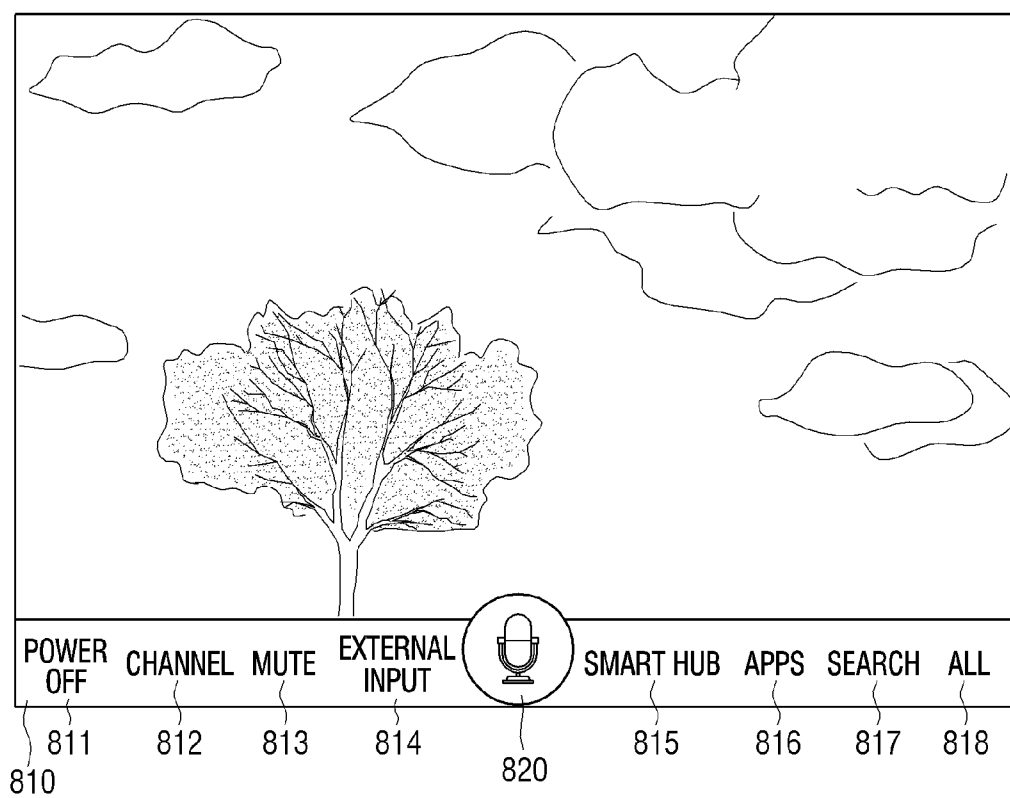 POWER OFF
CHANNEL
MUTE
EXTERNAL INPUT
SMART HUB
APPS
SEARCH
ALL
811
812
813
814
820
815
816
817
818
810